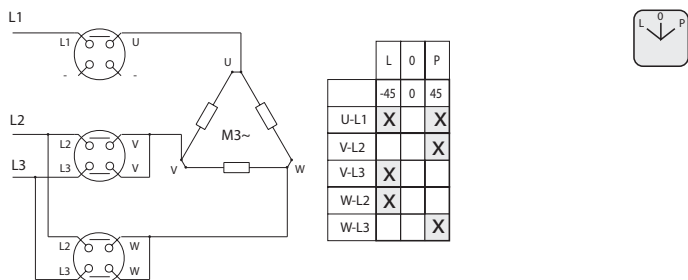 L1
L1 U
- -
U
M3~
L2
L2 V
L3
L3 V
V W
L2 W
L3 W
L 0 P
-45 0 45
U-L1 X X
V-L2 X
V-L3 X
W-L2 X
W-L3 X
L 0 P